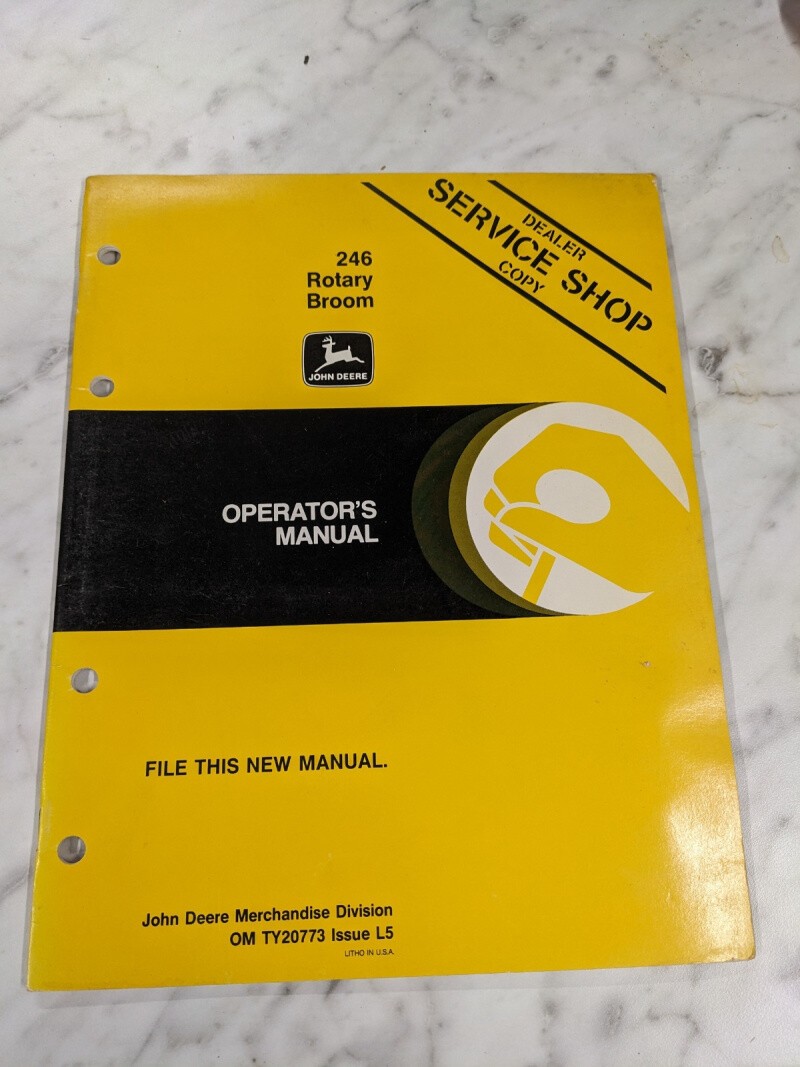 DEALER
SERVICE SHOP
COPY
246
Rotary
Broom
JOHN DEERE
OPERATOR'S
MANUAL
FILE THIS NEW MANUAL.
John Deere Merchandise Division
OM TY20773 Issue L5
LITHO IN U.S.A.